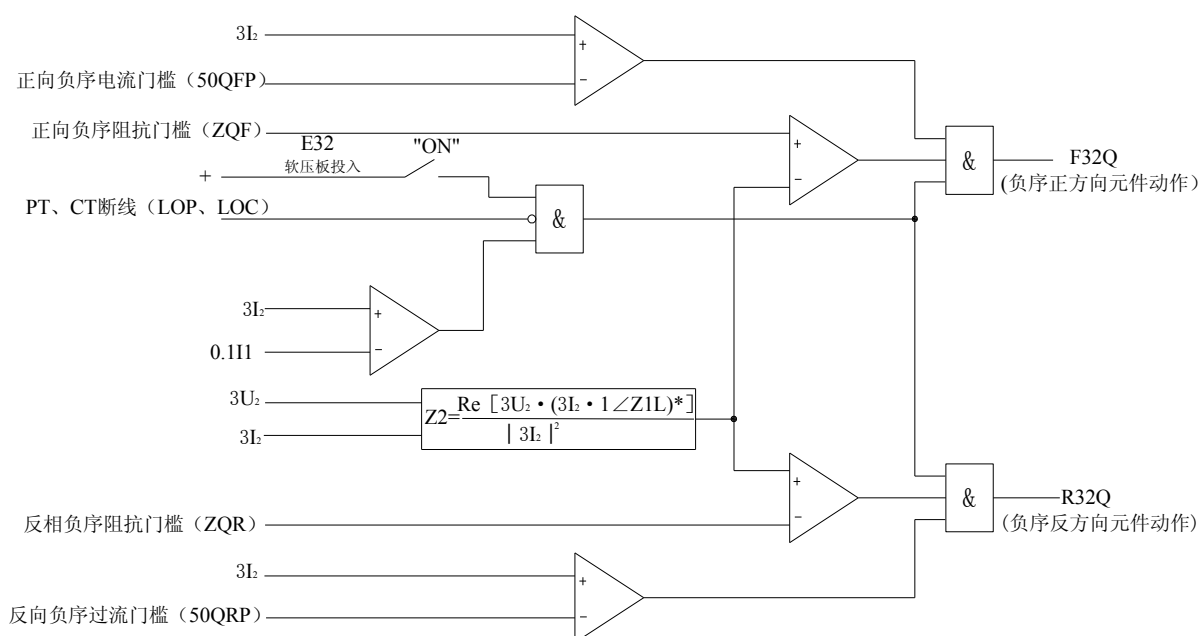 3I₂
+
正向负序电流门槛（50QFP）
−
正向负序阻抗门槛（ZQF）
+
−
E32
"ON"
软压板投入
+
PT、CT断线（LOP、LOC）
&
&
F32Q
(负序正方向元件动作）
3I₂
+
0.1I1
−
3U₂
3I₂
Z2=Re［3U₂·(3I₂·1∠Z1L)*］
｜3I₂｜²
+
反相负序阻抗门槛（ZQR）
−
&
R32Q
(负序反方向元件动作）
3I₂
+
反向负序过流门槛（50QRP）
−